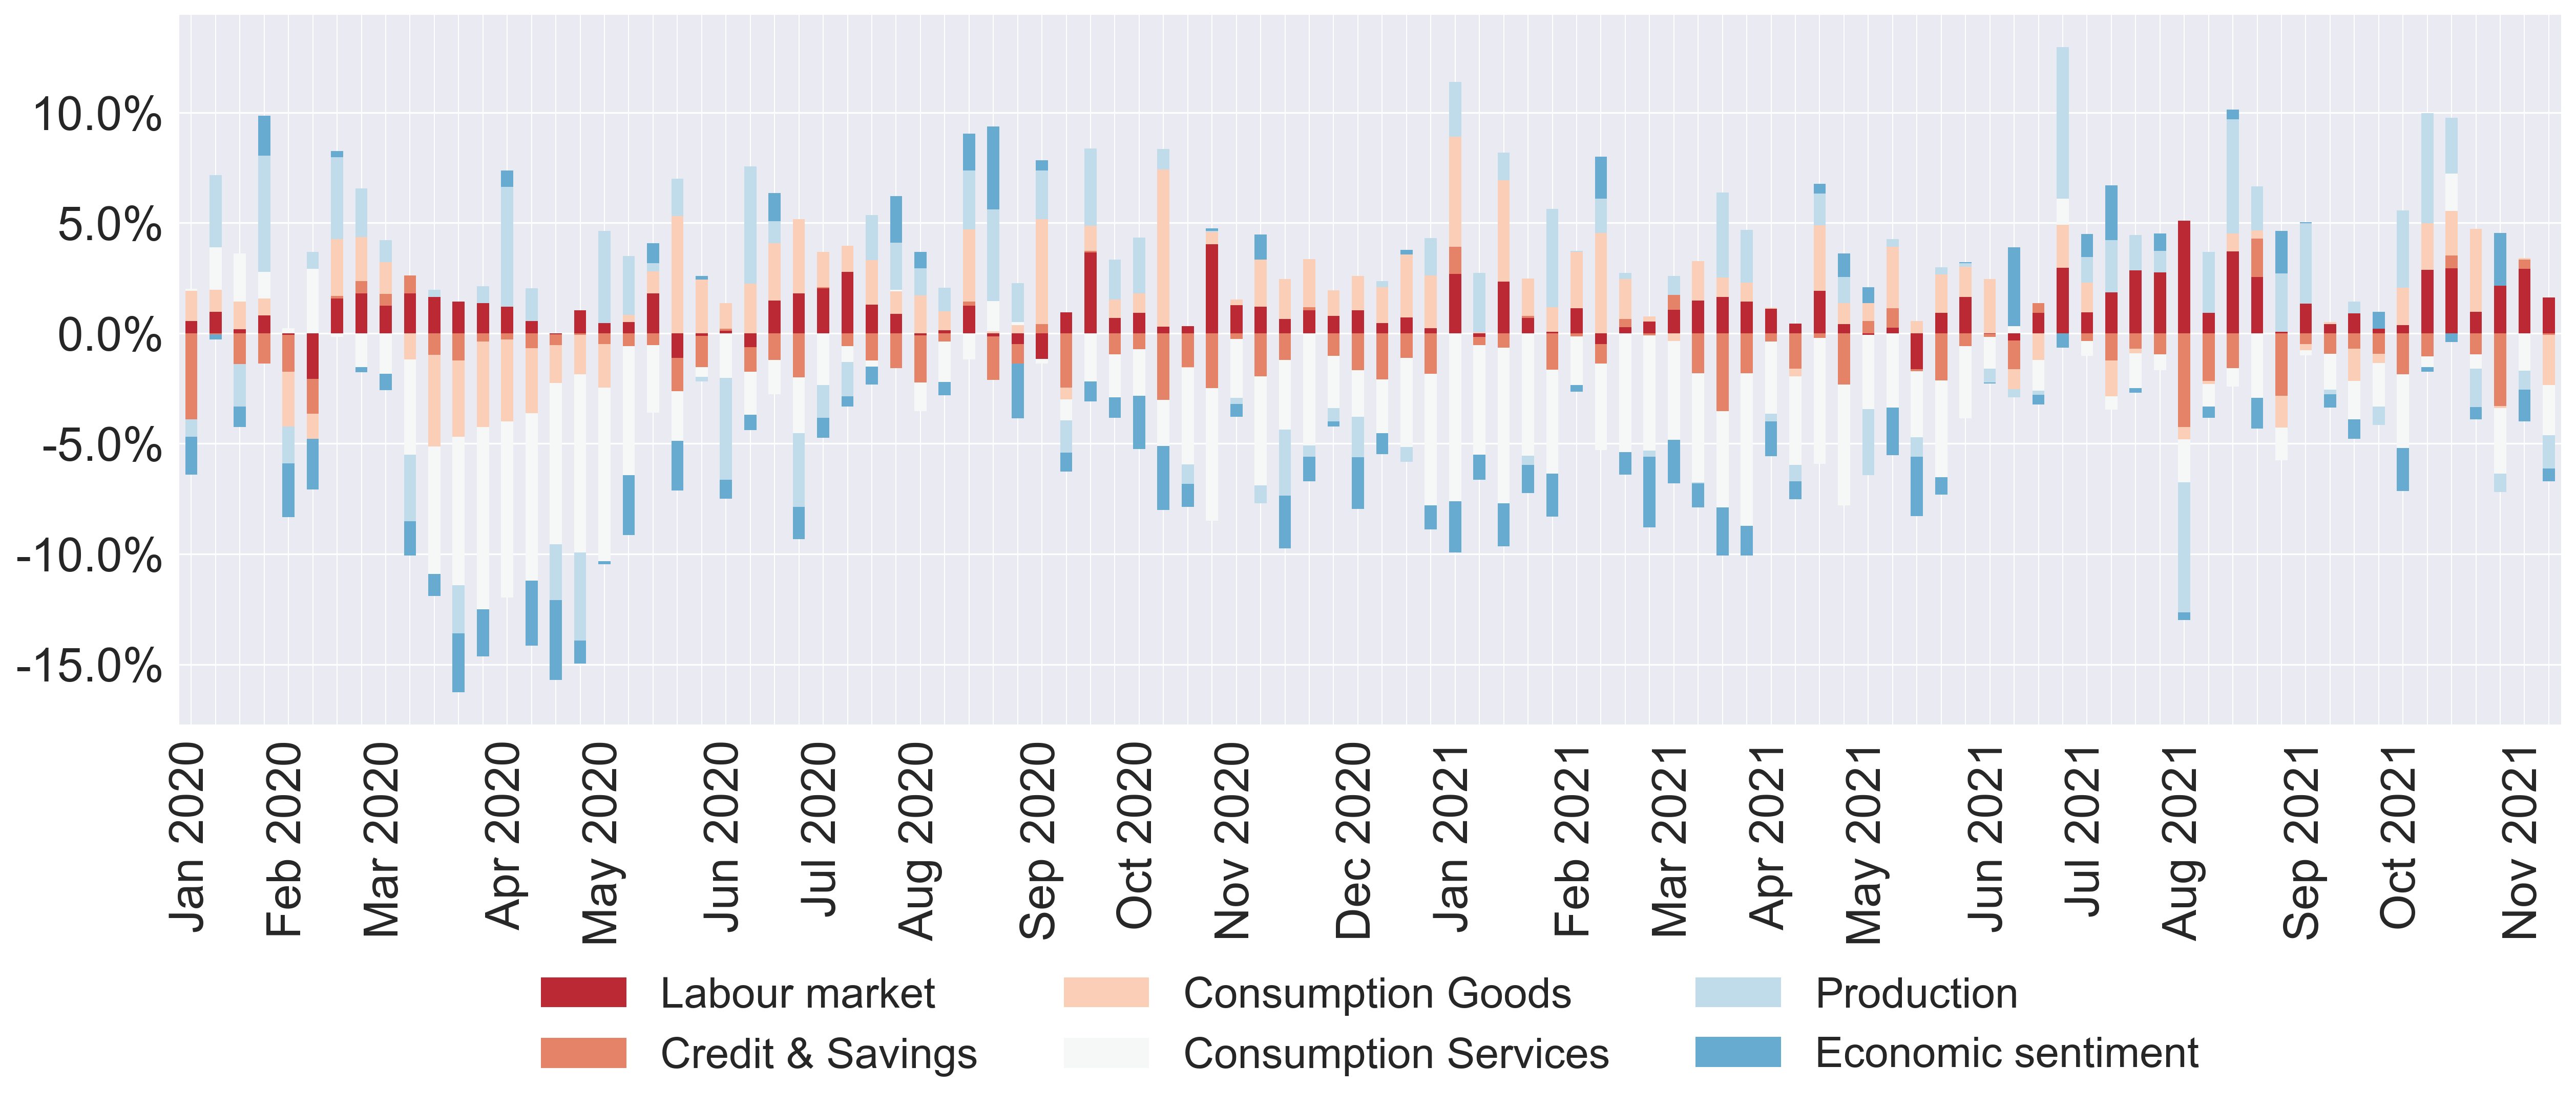 10.0%
5.0%
0.0%
-5.0%
-10.0%
-15.0%
Jan 2020
Feb 2020
Mar 2020
Apr 2020
May 2020
Jun 2020
Jul 2020
Aug 2020
Sep 2020
Oct 2020
Nov 2020
Dec 2020
Jan 2021
Feb 2021
Mar 2021
Apr 2021
May 2021
Jun 2021
Jul 2021
Aug 2021
Sep 2021
Oct 2021
Nov 2021
Labour market
Consumption Goods
Production
Credit & Savings
Consumption Services
Economic sentiment